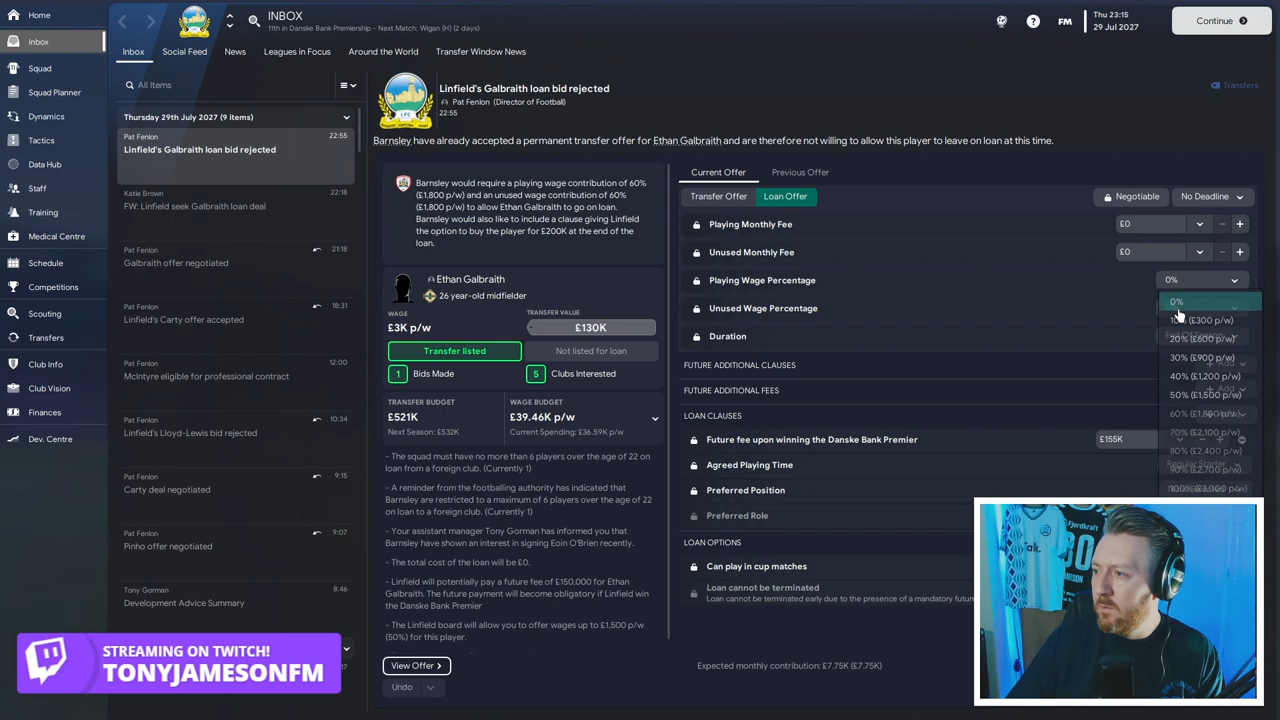 Home
Inbox
Squad
Squad Planner
Dynamics
Tactics
Data Hub
Staff
Training
Medical Centre
Schedule
Competitions
Scouting
Transfers
Club Info
Club Vision
Finances
Dev. Centre
INBOX
11th in Danske Bank Premiership - Next Match: Wigan (H) (2 days)
FM
Thu 23:15
29 Jul 2027
Continue
Inbox
Social Feed
News
Leagues in Focus
Around the World
Transfer Window News
All Items
Thursday 29th July 2027 (9 items)
Pat Fenlon
22:55
Linfield's Galbraith loan bid rejected
Katie Brown
22:18
FW: Linfield seek Galbraith loan deal
Pat Fenlon
21:18
Galbraith offer negotiated
Pat Fenlon
18:31
Linfield's Carty offer accepted
Pat Fenlon
12:00
McIntyre eligible for professional contract
Pat Fenlon
10:34
Linfield's Lloyd-Lewis bid rejected
Pat Fenlon
9:15
Carty deal negotiated
Pat Fenlon
9:07
Pinho offer negotiated
Tony Gorman
8:46
Development Advice Summary
STREAMING ON TWITCH!
TONYJAMESONFM
Linfield's Galbraith loan bid rejected
Pat Fenlon (Director of Football)
22:55
Transfers
Barnsley have already accepted a permanent transfer offer for Ethan Galbraith and are therefore not willing to allow this player to leave on loan at this time.
Barnsley would require a playing wage contribution of 60%
(£1,800 p/w) and an unused wage contribution of 60%
(£1,800 p/w) to allow Ethan Galbraith to go on loan.
Barnsley would also like to include a clause giving Linfield
the option to buy the player for £200K at the end of the
loan.
Ethan Galbraith
26 year-old midfielder
WAGE
£3K p/w
TRANSFER VALUE
£130K
Transfer listed
Not listed for loan
1 Bids Made
5 Clubs Interested
TRANSFER BUDGET
£521K
Next Season: £532K
WAGE BUDGET
£39.46K p/w
Current Spending: £36.59K p/w
- The squad must have no more than 6 players over the age of 22 on
loan from a foreign club. (Currently 1)
- A reminder from the footballing authority has indicated that
Barnsley are restricted to a maximum of 6 players over the age of 22
on loan to a foreign club. (Currently 1)
- Your assistant manager Tony Gorman has informed you that
Barnsley have shown an interest in signing Eoin O'Brien recently.
- The total cost of the loan will be £0.
- Linfield will potentially pay a future fee of £150,000 for Ethan
Galbraith. The future payment will become obligatory if Linfield win
the Danske Bank Premier
- The Linfield board will allow you to offer wages up to £1,500 p/w
(50%) for this player.
View Offer
Undo
Current Offer
Previous Offer
Transfer Offer
Loan Offer
Negotiable
No Deadline
Playing Monthly Fee
£0
Unused Monthly Fee
£0
Playing Wage Percentage
0%
Unused Wage Percentage
Duration
0%
10% (£300 p/w)
20% (£600 p/w)
30% (£900 p/w)
40% (£1,200 p/w)
50% (£1,500 p/w)
60% (£1,800 p/w)
70% (£2,100 p/w)
80% (£2,400 p/w)
90% (£2,700 p/w)
100% (£3,000 p/w)
FUTURE ADDITIONAL CLAUSES
FUTURE ADDITIONAL FEES
LOAN CLAUSES
Future fee upon winning the Danske Bank Premier
£155K
Agreed Playing Time
Regular Starter
Preferred Position
Preferred Role
LOAN OPTIONS
Can play in cup matches
Loan cannot be terminated
Loan cannot be terminated early due to the presence of a mandatory future
Expected monthly contribution: £7.75K (£7.75K)